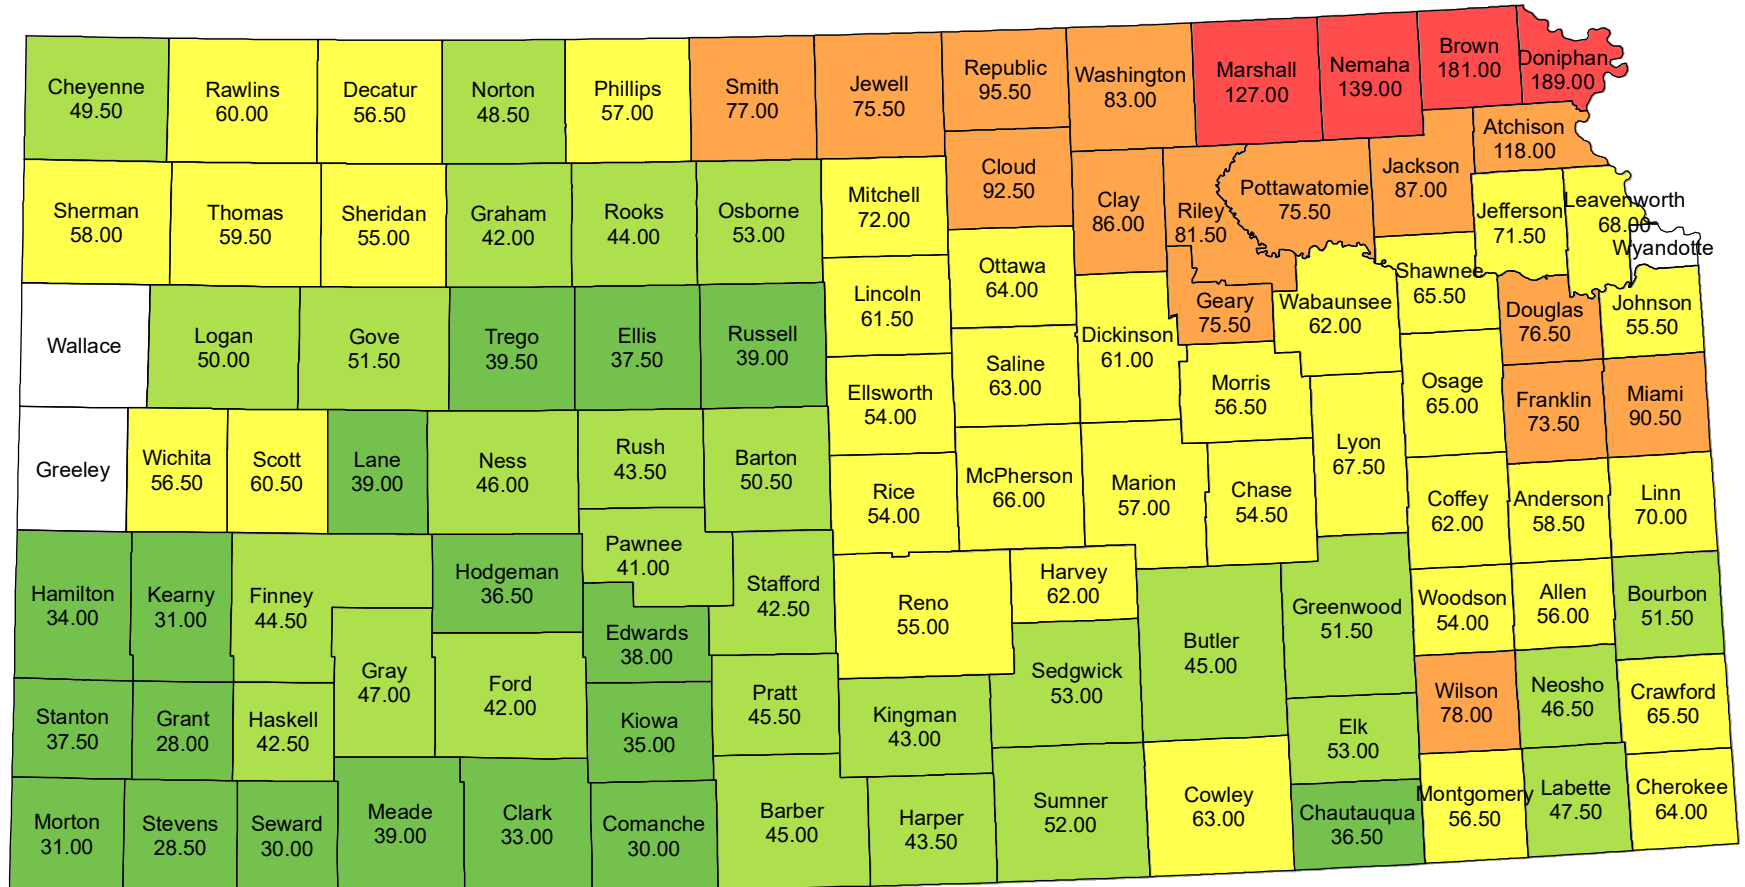 Cheyenne
49.50
Rawlins
60.00
Decatur
56.50
Norton
48.50
Phillips
57.00
Smith
77.00
Jewell
75.50
Republic
95.50
Washington
83.00
Marshall
127.00
Nemaha
139.00
Brown
181.00
Doniphan
189.00
Atchison
118.00
Sherman
58.00
Thomas
59.50
Sheridan
55.00
Graham
42.00
Rooks
44.00
Osborne
53.00
Mitchell
72.00
Cloud
92.50
Clay
86.00
Riley
81.50
Pottawatomie
75.50
Jackson
87.00
Jefferson
71.50
Leavenworth
68.00
Wyandotte
Wallace
Logan
50.00
Gove
51.50
Trego
39.50
Ellis
37.50
Russell
39.00
Lincoln
61.50
Ottawa
64.00
Dickinson
61.00
Geary
75.50
Wabaunsee
62.00
Shawnee
65.50
Douglas
76.50
Johnson
55.50
Ellsworth
54.00
Saline
63.00
Morris
56.50
Osage
65.00
Franklin
73.50
Miami
90.50
Greeley
Wichita
56.50
Scott
60.50
Lane
39.00
Ness
46.00
Rush
43.50
Barton
50.50
Rice
54.00
McPherson
66.00
Marion
57.00
Chase
54.50
Lyon
67.50
Coffey
62.00
Anderson
58.50
Linn
70.00
Hamilton
34.00
Kearny
31.00
Finney
44.50
Hodgeman
36.50
Pawnee
41.00
Stafford
42.50
Edwards
38.00
Reno
55.00
Harvey
62.00
Butler
45.00
Greenwood
51.50
Woodson
54.00
Allen
56.00
Bourbon
51.50
Gray
47.00
Ford
42.00
Sedgwick
53.00
Stanton
37.50
Grant
28.00
Haskell
42.50
Kiowa
35.00
Pratt
45.50
Kingman
43.00
Elk
53.00
Wilson
78.00
Neosho
46.50
Crawford
65.50
Morton
31.00
Stevens
28.50
Seward
30.00
Meade
39.00
Clark
33.00
Comanche
30.00
Barber
45.00
Harper
43.50
Sumner
52.00
Cowley
63.00
Chautauqua
36.50
Montgomery
56.50
Labette
47.50
Cherokee
64.00